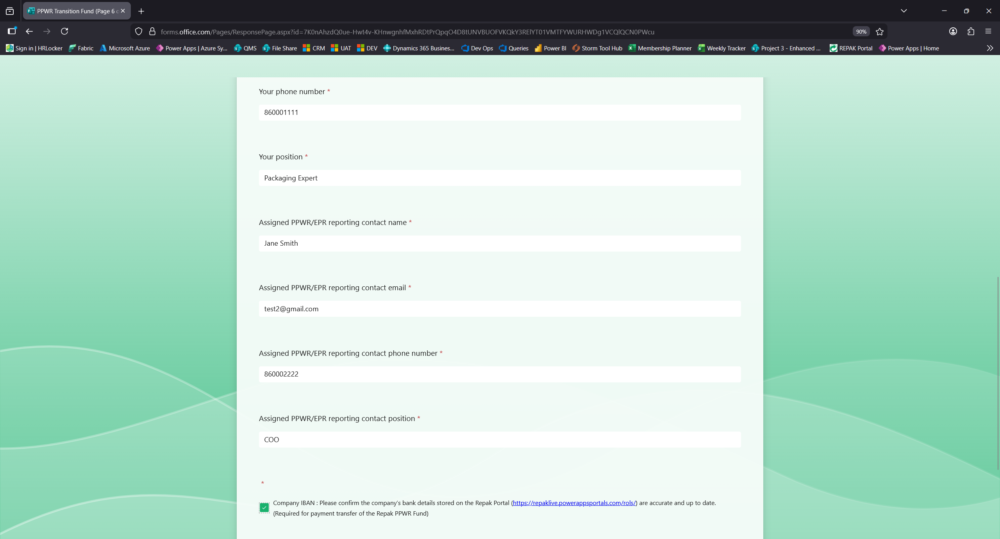 PPWR Transition Fund (Page 6 o
forms.office.com/Pages/ResponsePage.aspx?id=7K0nAhzdQ0ue-Hwt4v-KHnwgnhfMxhRDtPrQpqO4D8tUNVBUOFVKQkY3RElYT01VMTFYWURHWDg1VCQlQCN0PWcu
90%
Sign in | HRLocker Fabric Microsoft Azure Power Apps | Azure Sy... QMS File Share CRM UAT DEV Dynamics 365 Busines... Dev Ops Queries Power BI Storm Tool Hub Membership Planner Weekly Tracker Project 3 - Enhanced ... REPAK Portal Power Apps | Home
Your phone number *
860001111
Your position *
Packaging Expert
Assigned PPWR/EPR reporting contact name *
Jane Smith
Assigned PPWR/EPR reporting contact email *
test2@gmail.com
Assigned PPWR/EPR reporting contact phone number *
860002222
Assigned PPWR/EPR reporting contact position *
COO
*
Company IBAN : Please confirm the company's bank details stored on the Repak Portal (https://repaklive.powerappsportals.com/rols/) are accurate and up to date.
(Required for payment transfer of the Repak PPWR Fund)